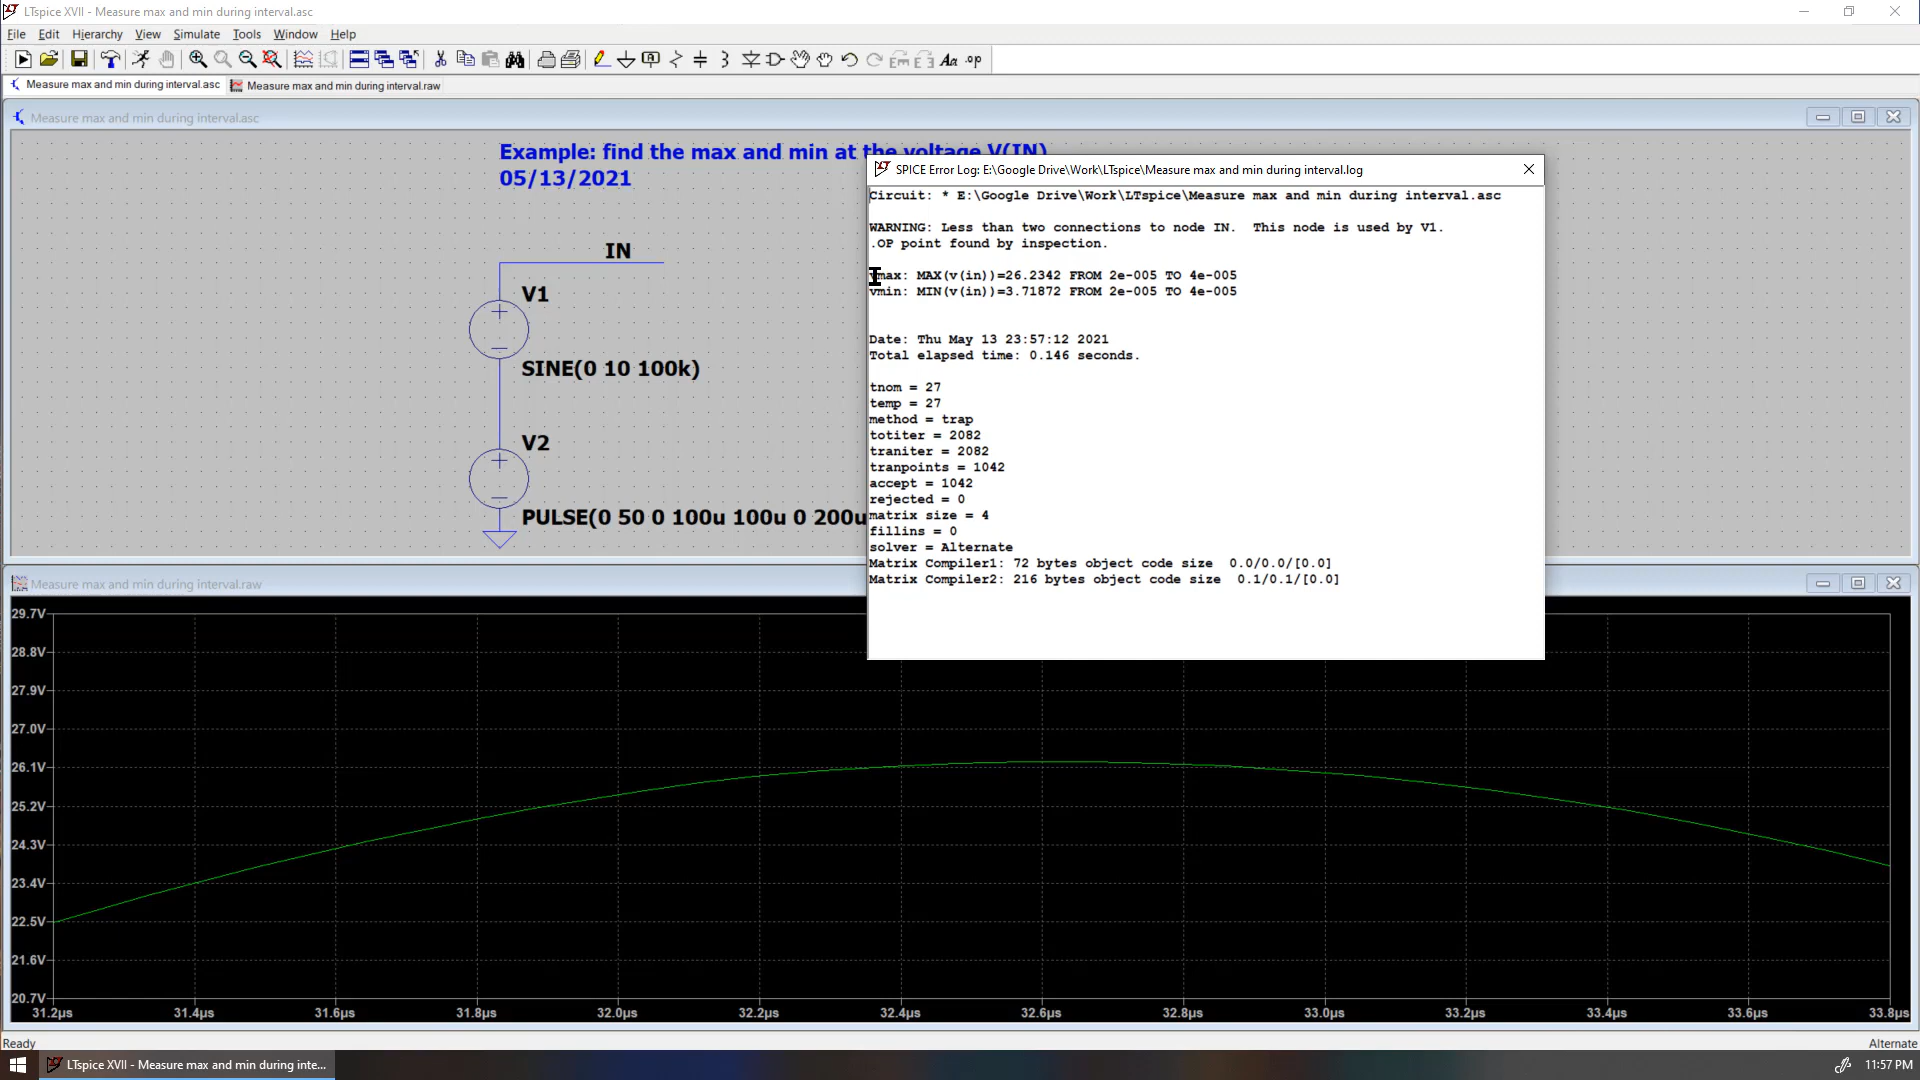 LTspice XVII - Measure max and min during interval.asc
File Edit Hierarchy View Simulate Tools Window Help
Aa .op
Measure max and min during interval.asc Measure max and min during interval.raw
Measure max and min during interval.asc
Example: find the max and min at the voltage V(IN)
05/13/2021
IN
V1
SINE(0 10 100k)
V2
PULSE(0 50 0 100u 100u 0 200u
SPICE Error Log: E:\Google Drive\Work\LTspice\Measure max and min during interval.log
Circuit: * E:\Google Drive\Work\LTspice\Measure max and min during interval.asc
WARNING: Less than two connections to node IN. This node is used by V1.
.OP point found by inspection.
vmax: MAX(v(in))=26.2342 FROM 2e-005 TO 4e-005
vmin: MIN(v(in))=3.71872 FROM 2e-005 TO 4e-005
Date: Thu May 13 23:57:12 2021
Total elapsed time: 0.146 seconds.
tnom = 27
temp = 27
method = trap
totiter = 2082
traniter = 2082
tranpoints = 1042
accept = 1042
rejected = 0
matrix size = 4
fillins = 0
solver = Alternate
Matrix Compiler1: 72 bytes object code size 0.0/0.0/[0.0]
Matrix Compiler2: 216 bytes object code size 0.1/0.1/[0.0]
Measure max and min during interval.raw
29.7V
28.8V
27.9V
27.0V
26.1V
25.2V
24.3V
23.4V
22.5V
21.6V
20.7V
31.2µs 31.4µs 31.6µs 31.8µs 32.0µs 32.2µs 32.4µs 32.6µs 32.8µs 33.0µs 33.2µs 33.4µs 33.6µs 33.8µs
Ready Alternate
LTspice XVII - Measure max and min during inte... 11:57 PM